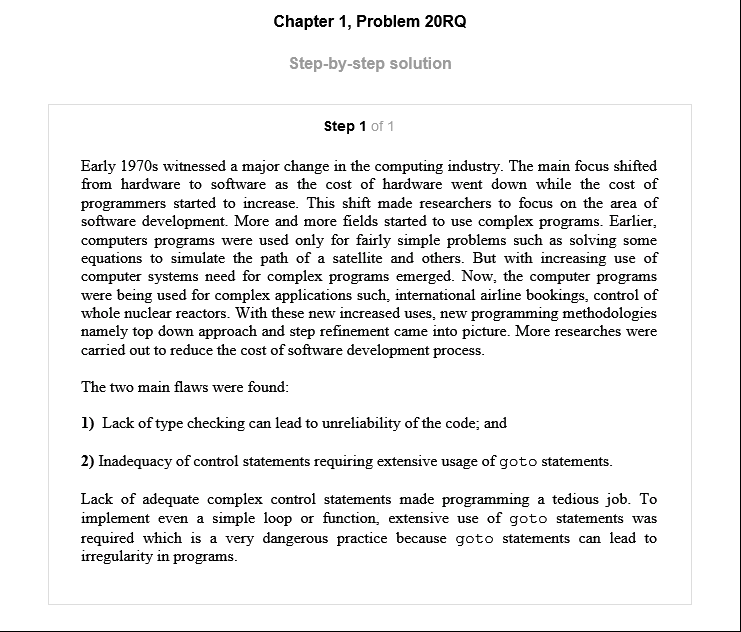 Chapter 1, Problem 20RQ
Step-by-step solution
Step 1 of 1
Early 1970s witnessed a major change in the computing industry. The main focus shifted
from hardware to software as the cost of hardware went down while the cost of
programmers started to increase. This shift made researchers to focus on the area of
software development. More and more fields started to use complex programs. Earlier,
computers programs were used only for fairly simple problems such as solving some
equations to simulate the path of a satellite and others. But with increasing use of
computer systems need for complex programs emerged. Now, the computer programs
were being used for complex applications such, international airline bookings, control of
whole nuclear reactors. With these new increased uses, new programming methodologies
namely top down approach and step refinement came into picture. More researches were
carried out to reduce the cost of software development process.
The two main flaws were found:
1) Lack of type checking can lead to unreliability of the code; and
2) Inadequacy of control statements requiring extensive usage of goto statements.
Lack of adequate complex control statements made programming a tedious job. To
implement even a simple loop or function, extensive use of goto statements was
required which is a very dangerous practice because goto statements can lead to
irregularity in programs.